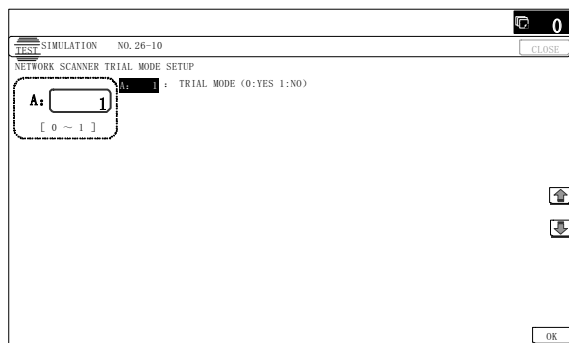 0
TEST SIMULATION NO. 26-10
CLOSE
NETWORK SCANNER TRIAL MODE SETUP
A: 1
[ 0 ～ 1 ]
A: 1 : TRIAL MODE (0:YES 1:NO)
OK